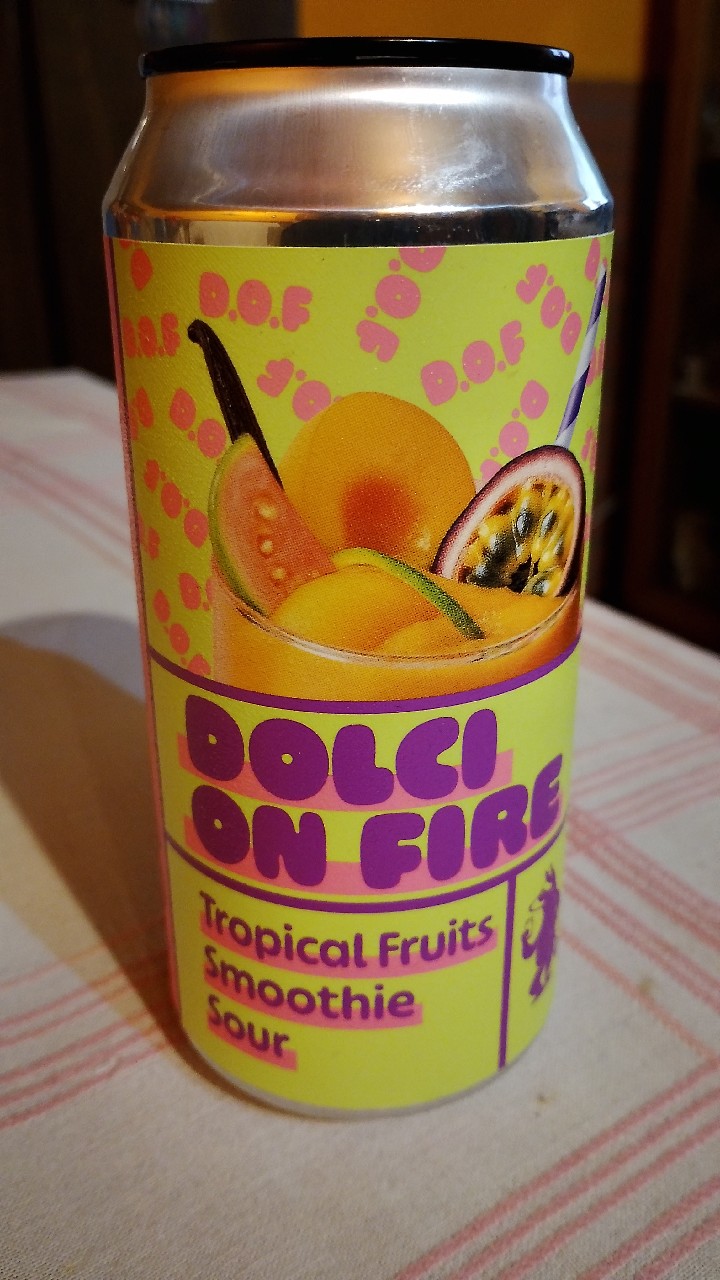 D.O.F
D.O.F
D.O.F
D.O.F
D.O.F
D.O.F
DOLCI
ON FIRE
Tropical Fruits
Smoothie
Sour